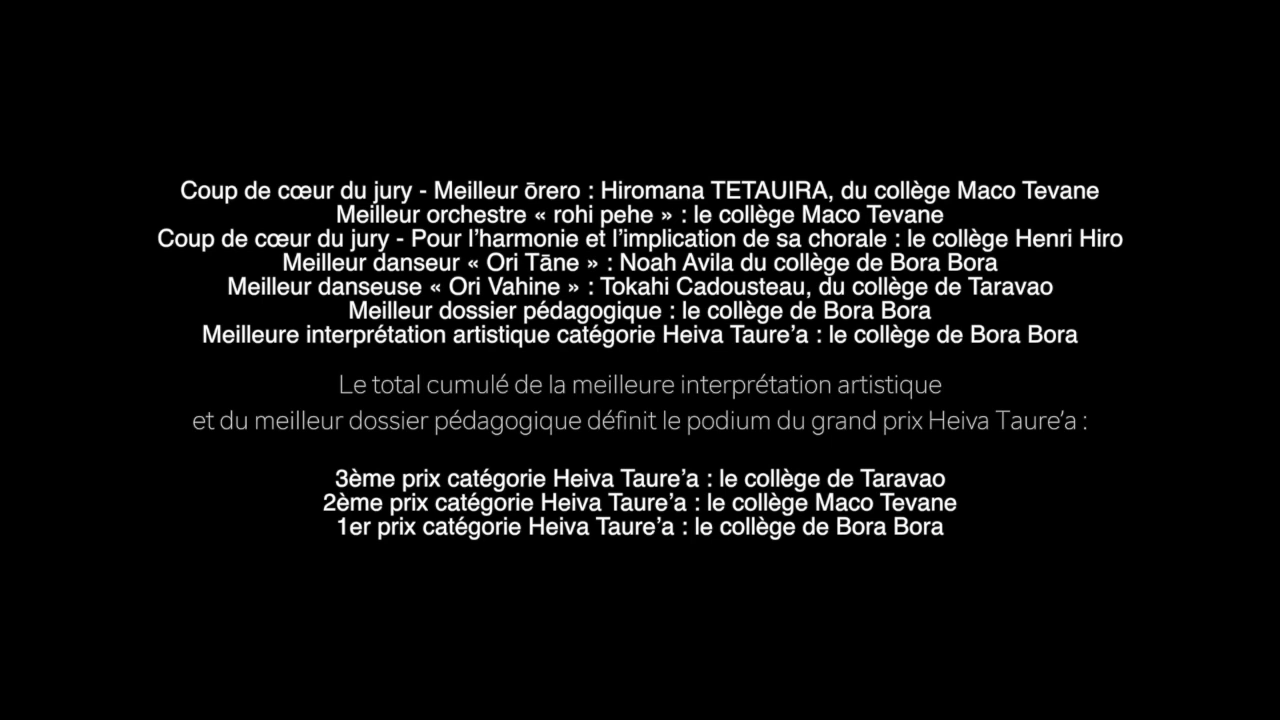 Coup de cœur du jury - Meilleur ōrero : Hiromana TETAUIRA, du collège Maco Tevane
Meilleur orchestre « rohi pehe » : le collège Maco Tevane
Coup de cœur du jury - Pour l’harmonie et l’implication de sa chorale : le collège Henri Hiro
Meilleur danseur « Ori Tāne » : Noah Avila du collège de Bora Bora
Meilleur danseuse « Ori Vahine » : Tokahi Cadousteau, du collège de Taravao
Meilleur dossier pédagogique : le collège de Bora Bora
Meilleure interprétation artistique catégorie Heiva Taure’a : le collège de Bora Bora
Le total cumulé de la meilleure interprétation artistique
et du meilleur dossier pédagogique définit le podium du grand prix Heiva Taure’a :
3ème prix catégorie Heiva Taure’a : le collège de Taravao
2ème prix catégorie Heiva Taure’a : le collège Maco Tevane
1er prix catégorie Heiva Taure’a : le collège de Bora Bora